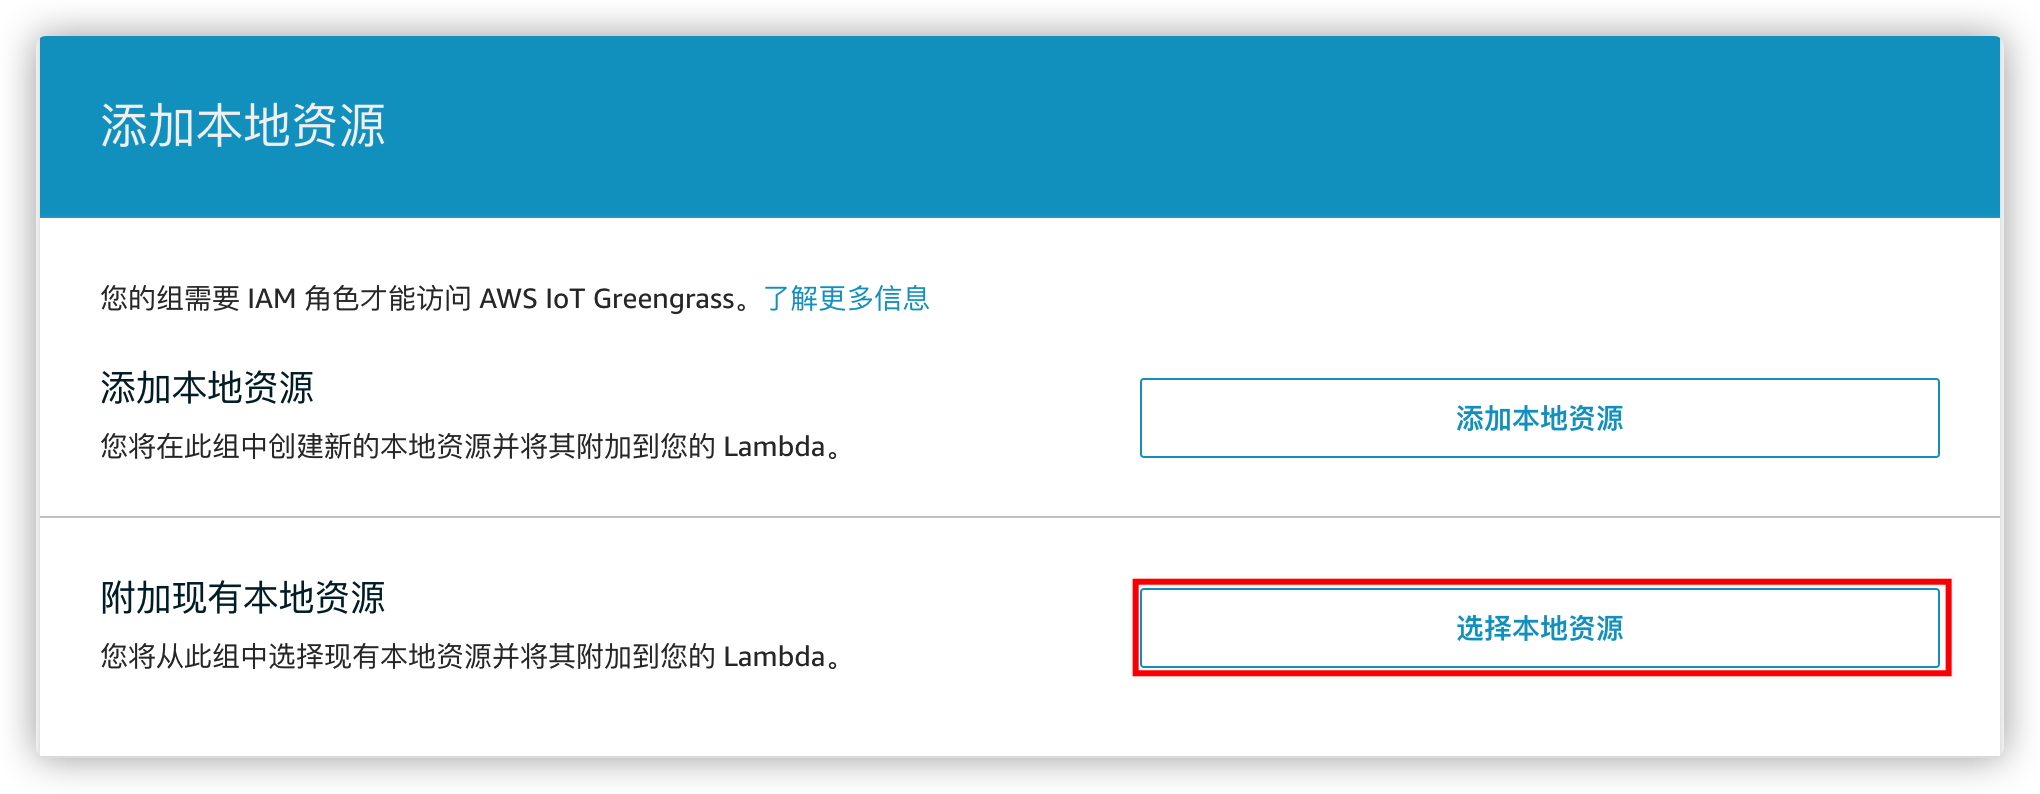 添加本地资源
您的组需要 IAM 角色才能访问 AWS IoT Greengrass。了解更多信息
添加本地资源
您将在此组中创建新的本地资源并将其附加到您的 Lambda。
添加本地资源
附加现有本地资源
您将从此组中选择现有本地资源并将其附加到您的 Lambda。
选择本地资源